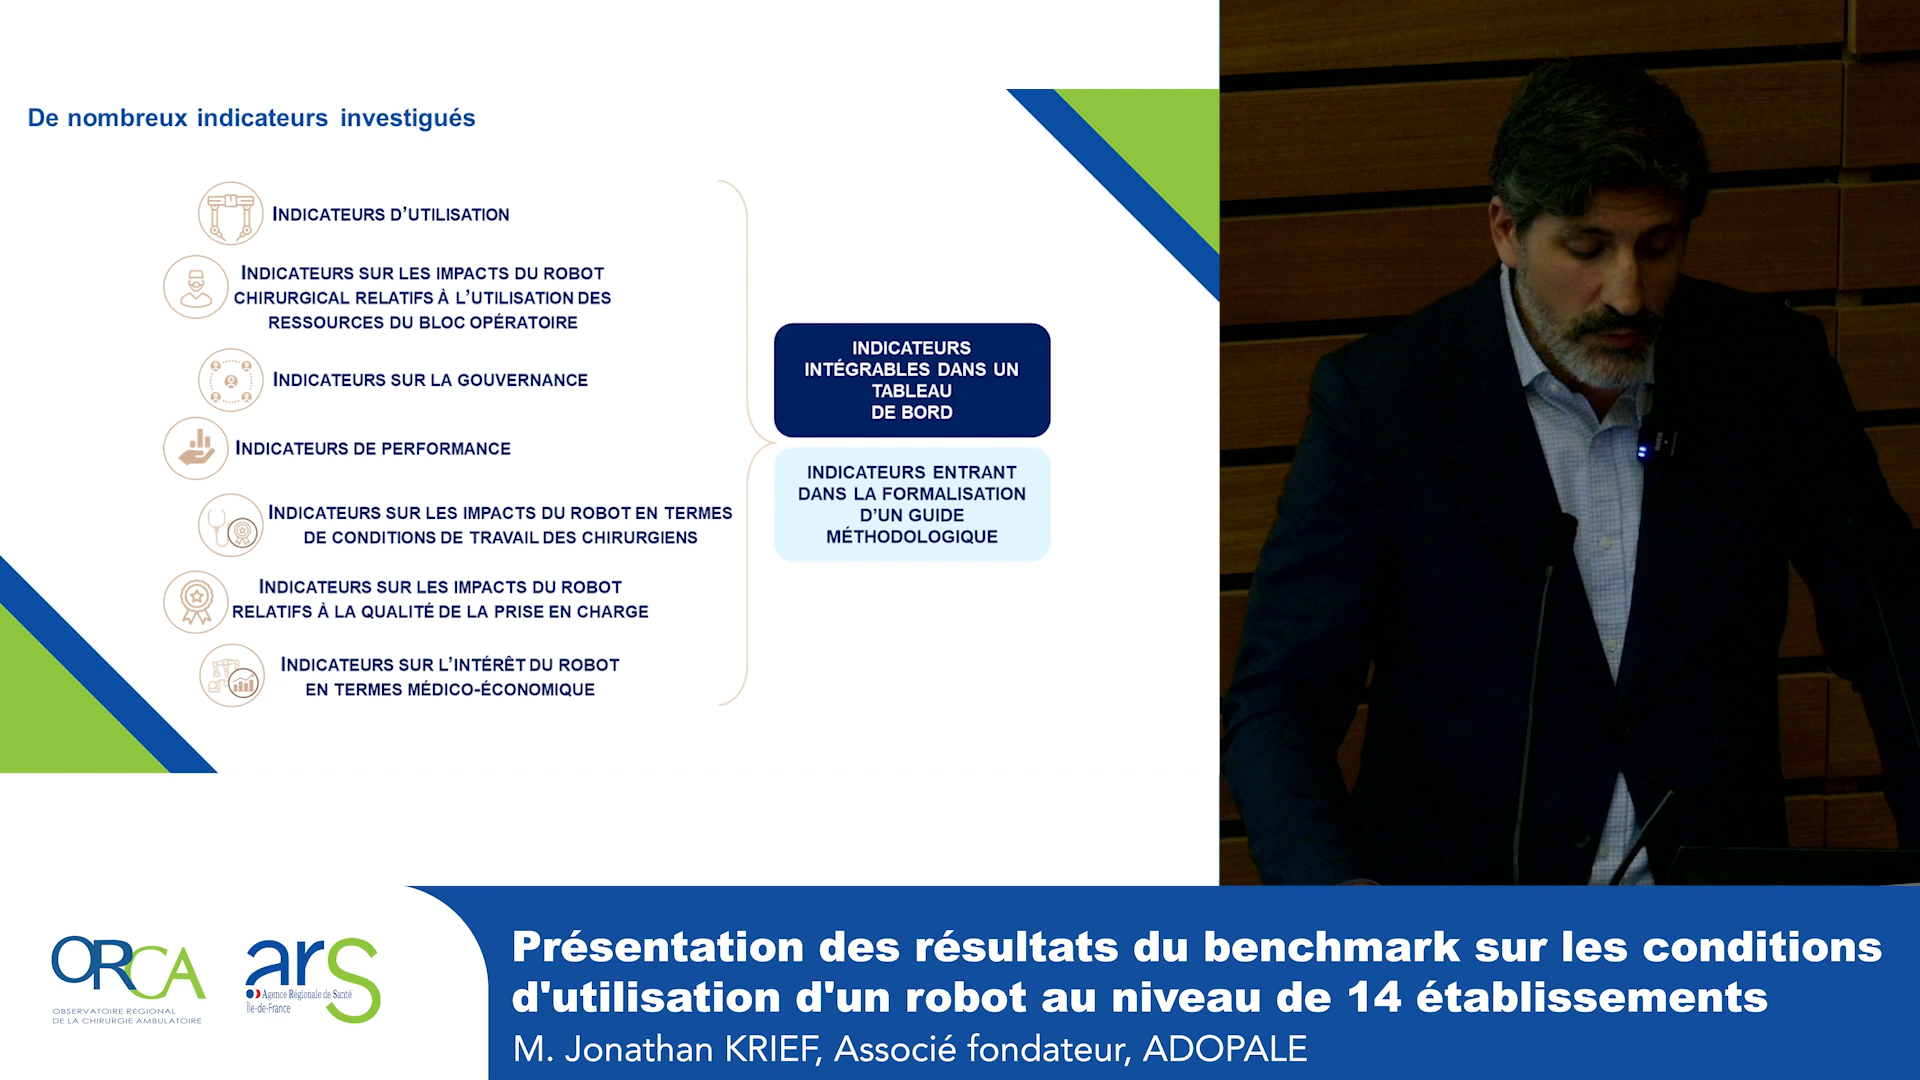 De nombreux indicateurs investigués
INDICATEURS D'UTILISATION
INDICATEURS SUR LES IMPACTS DU ROBOT
CHIRURGICAL RELATIFS À L'UTILISATION DES
RESSOURCES DU BLOC OPÉRATOIRE
INDICATEURS SUR LA GOUVERNANCE
INDICATEURS DE PERFORMANCE
INDICATEURS SUR LES IMPACTS DU ROBOT EN TERMES
DE CONDITIONS DE TRAVAIL DES CHIRURGIENS
INDICATEURS SUR LES IMPACTS DU ROBOT
RELATIFS À LA QUALITÉ DE LA PRISE EN CHARGE
INDICATEURS SUR L'INTÉRÊT DU ROBOT
EN TERMES MÉDICO-ÉCONOMIQUE
INDICATEURS
INTÉGRABLES DANS UN
TABLEAU
DE BORD
INDICATEURS ENTRANT
DANS LA FORMALISATION
D'UN GUIDE
MÉTHODOLOGIQUE
ORCA
OBSERVATOIRE RÉGIONAL
DE LA CHIRURGIE AMBULATOIRE
ars
Agence Régionale de Santé
Île-de-France
Présentation des résultats du benchmark sur les conditions
d'utilisation d'un robot au niveau de 14 établissements
M. Jonathan KRIEF, Associé fondateur, ADOPALE